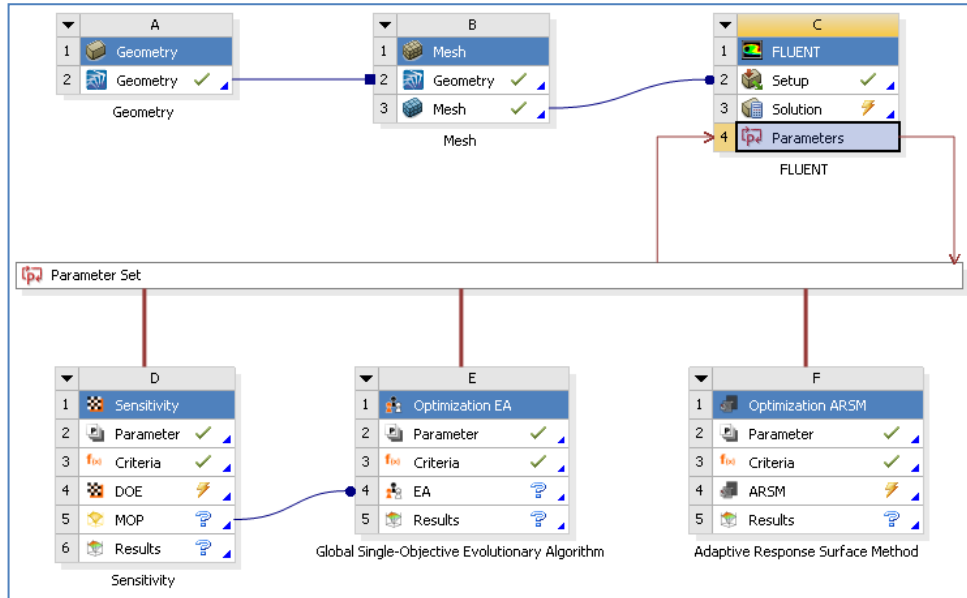 A
1 Geometry
2 Geometry
Geometry
B
1 Mesh
2 Geometry
3 Mesh
Mesh
C
1 FLUENT
2 Setup
3 Solution
4 Parameters
FLUENT
Parameter Set
D
1 Sensitivity
2 Parameter
3 f(x) Criteria
4 DOE
5 MOP
6 Results
Sensitivity
E
1 Optimization EA
2 Parameter
3 f(x) Criteria
4 EA
5 Results
Global Single-Objective Evolutionary Algorithm
F
1 Optimization ARSM
2 Parameter
3 f(x) Criteria
4 ARSM
5 Results
Adaptive Response Surface Method